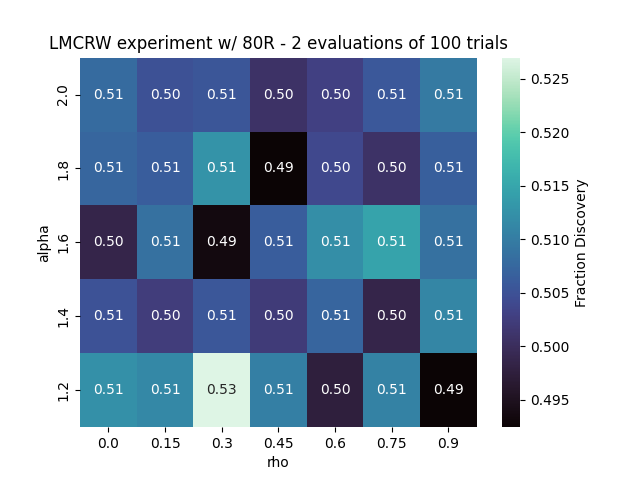 LMCRW experiment w/ 80R - 2 evaluations of 100 trials
alpha
2.0 0.51 0.50 0.51 0.50 0.50 0.51 0.51
1.8 0.51 0.51 0.51 0.49 0.50 0.50 0.51
1.6 0.50 0.51 0.49 0.51 0.51 0.51 0.51
1.4 0.51 0.50 0.51 0.50 0.51 0.50 0.51
1.2 0.51 0.51 0.53 0.51 0.50 0.51 0.49
0.0 0.15 0.3 0.45 0.6 0.75 0.9
rho
0.525
0.520
0.515
0.510
0.505
0.500
0.495
Fraction Discovery